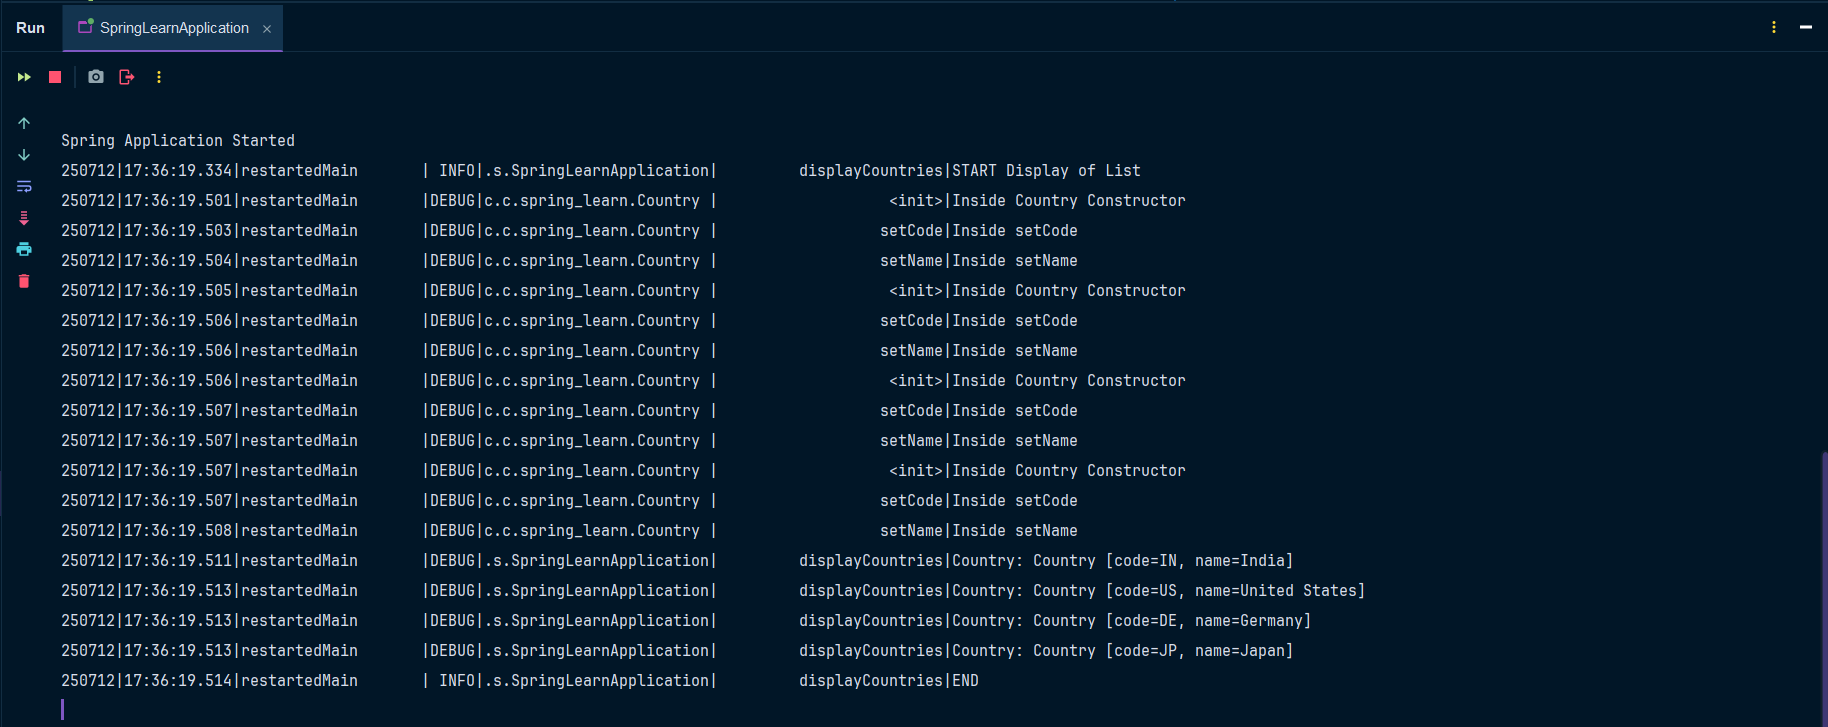 Run SpringLearnApplication ×
Spring Application Started
250712|17:36:19.334|restartedMain       | INFO|.s.SpringLearnApplication|         displayCountries|START Display of List
250712|17:36:19.501|restartedMain       |DEBUG|c.c.spring_learn.Country |                   <init>|Inside Country Constructor
250712|17:36:19.503|restartedMain       |DEBUG|c.c.spring_learn.Country |                  setCode|Inside setCode
250712|17:36:19.504|restartedMain       |DEBUG|c.c.spring_learn.Country |                  setName|Inside setName
250712|17:36:19.505|restartedMain       |DEBUG|c.c.spring_learn.Country |                   <init>|Inside Country Constructor
250712|17:36:19.506|restartedMain       |DEBUG|c.c.spring_learn.Country |                  setCode|Inside setCode
250712|17:36:19.506|restartedMain       |DEBUG|c.c.spring_learn.Country |                  setName|Inside setName
250712|17:36:19.506|restartedMain       |DEBUG|c.c.spring_learn.Country |                   <init>|Inside Country Constructor
250712|17:36:19.507|restartedMain       |DEBUG|c.c.spring_learn.Country |                  setCode|Inside setCode
250712|17:36:19.507|restartedMain       |DEBUG|c.c.spring_learn.Country |                  setName|Inside setName
250712|17:36:19.507|restartedMain       |DEBUG|c.c.spring_learn.Country |                   <init>|Inside Country Constructor
250712|17:36:19.507|restartedMain       |DEBUG|c.c.spring_learn.Country |                  setCode|Inside setCode
250712|17:36:19.508|restartedMain       |DEBUG|c.c.spring_learn.Country |                  setName|Inside setName
250712|17:36:19.511|restartedMain       |DEBUG|.s.SpringLearnApplication|         displayCountries|Country: Country [code=IN, name=India]
250712|17:36:19.513|restartedMain       |DEBUG|.s.SpringLearnApplication|         displayCountries|Country: Country [code=US, name=United States]
250712|17:36:19.513|restartedMain       |DEBUG|.s.SpringLearnApplication|         displayCountries|Country: Country [code=DE, name=Germany]
250712|17:36:19.513|restartedMain       |DEBUG|.s.SpringLearnApplication|         displayCountries|Country: Country [code=JP, name=Japan]
250712|17:36:19.514|restartedMain       | INFO|.s.SpringLearnApplication|         displayCountries|END